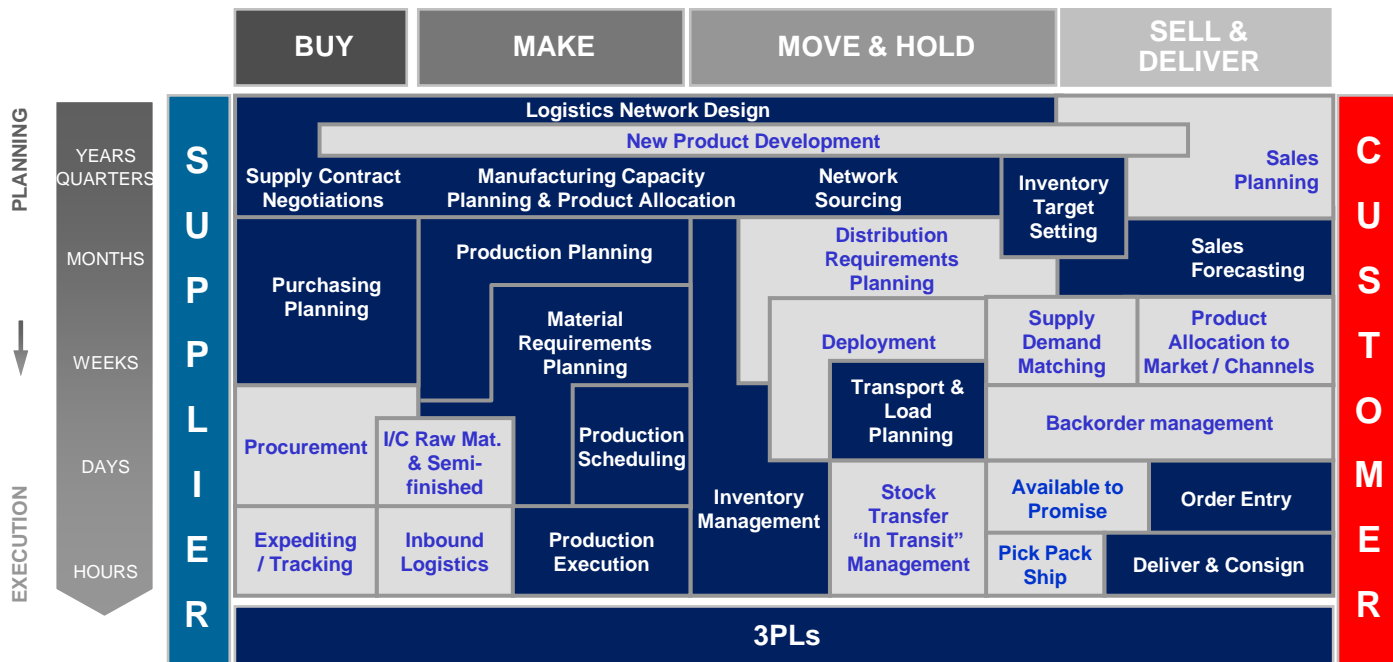 BUY
MAKE
MOVE & HOLD
SELL &
DELIVER
PLANNING
EXECUTION
YEARS
QUARTERS
MONTHS
WEEKS
DAYS
HOURS
SUPPLIER
Logistics Network Design
New Product Development
Supply Contract
Negotiations
Manufacturing Capacity
Planning & Product Allocation
Network
Sourcing
Inventory
Target
Setting
Sales
Planning
Purchasing
Planning
Production Planning
Distribution
Requirements
Planning
Sales
Forecasting
Material
Requirements
Planning
Deployment
Supply
Demand
Matching
Product
Allocation to
Market / Channels
Transport &
Load
Planning
Backorder management
Procurement
I/C Raw Mat.
& Semi-
finished
Production
Scheduling
Inventory
Management
Stock
Transfer
“In Transit”
Management
Available to
Promise
Order Entry
Expediting
/ Tracking
Inbound
Logistics
Production
Execution
Pick Pack
Ship
Deliver & Consign
3PLs
CUSTOMER